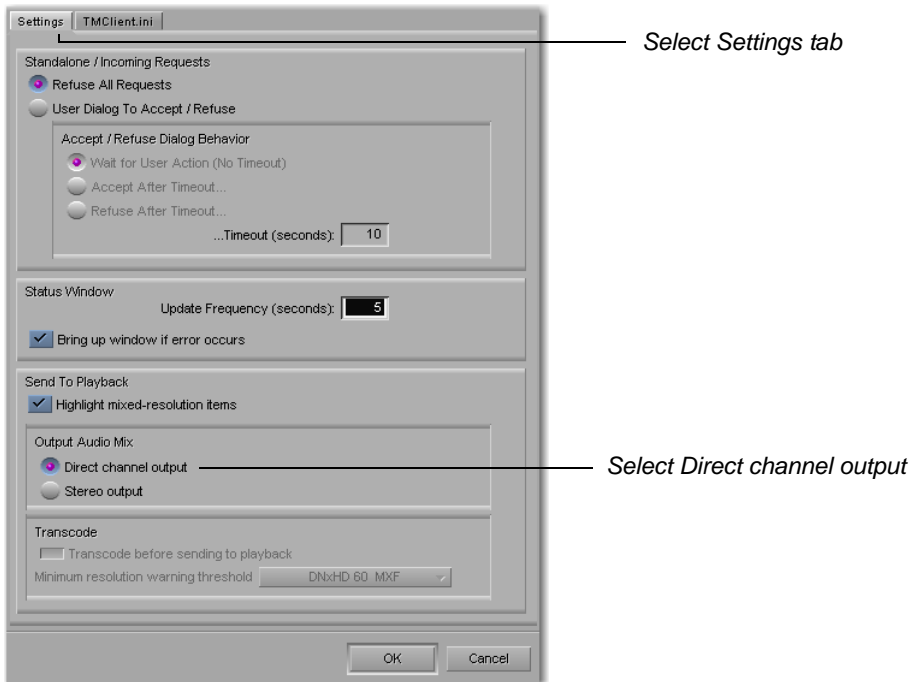 Settings TMClient.ini
Select Settings tab
Standalone / Incoming Requests
Refuse All Requests
User Dialog To Accept / Refuse
Accept / Refuse Dialog Behavior
Wait for User Action (No Timeout)
Accept After Timeout...
Refuse After Timeout...
...Timeout (seconds): 10
Status Window
Update Frequency (seconds): 5
Bring up window if error occurs
Send To Playback
Highlight mixed-resolution items
Output Audio Mix
Direct channel output
Select Direct channel output
Stereo output
Transcode
Transcode before sending to playback
Minimum resolution warning threshold DNxHD 60 MXF
OK Cancel